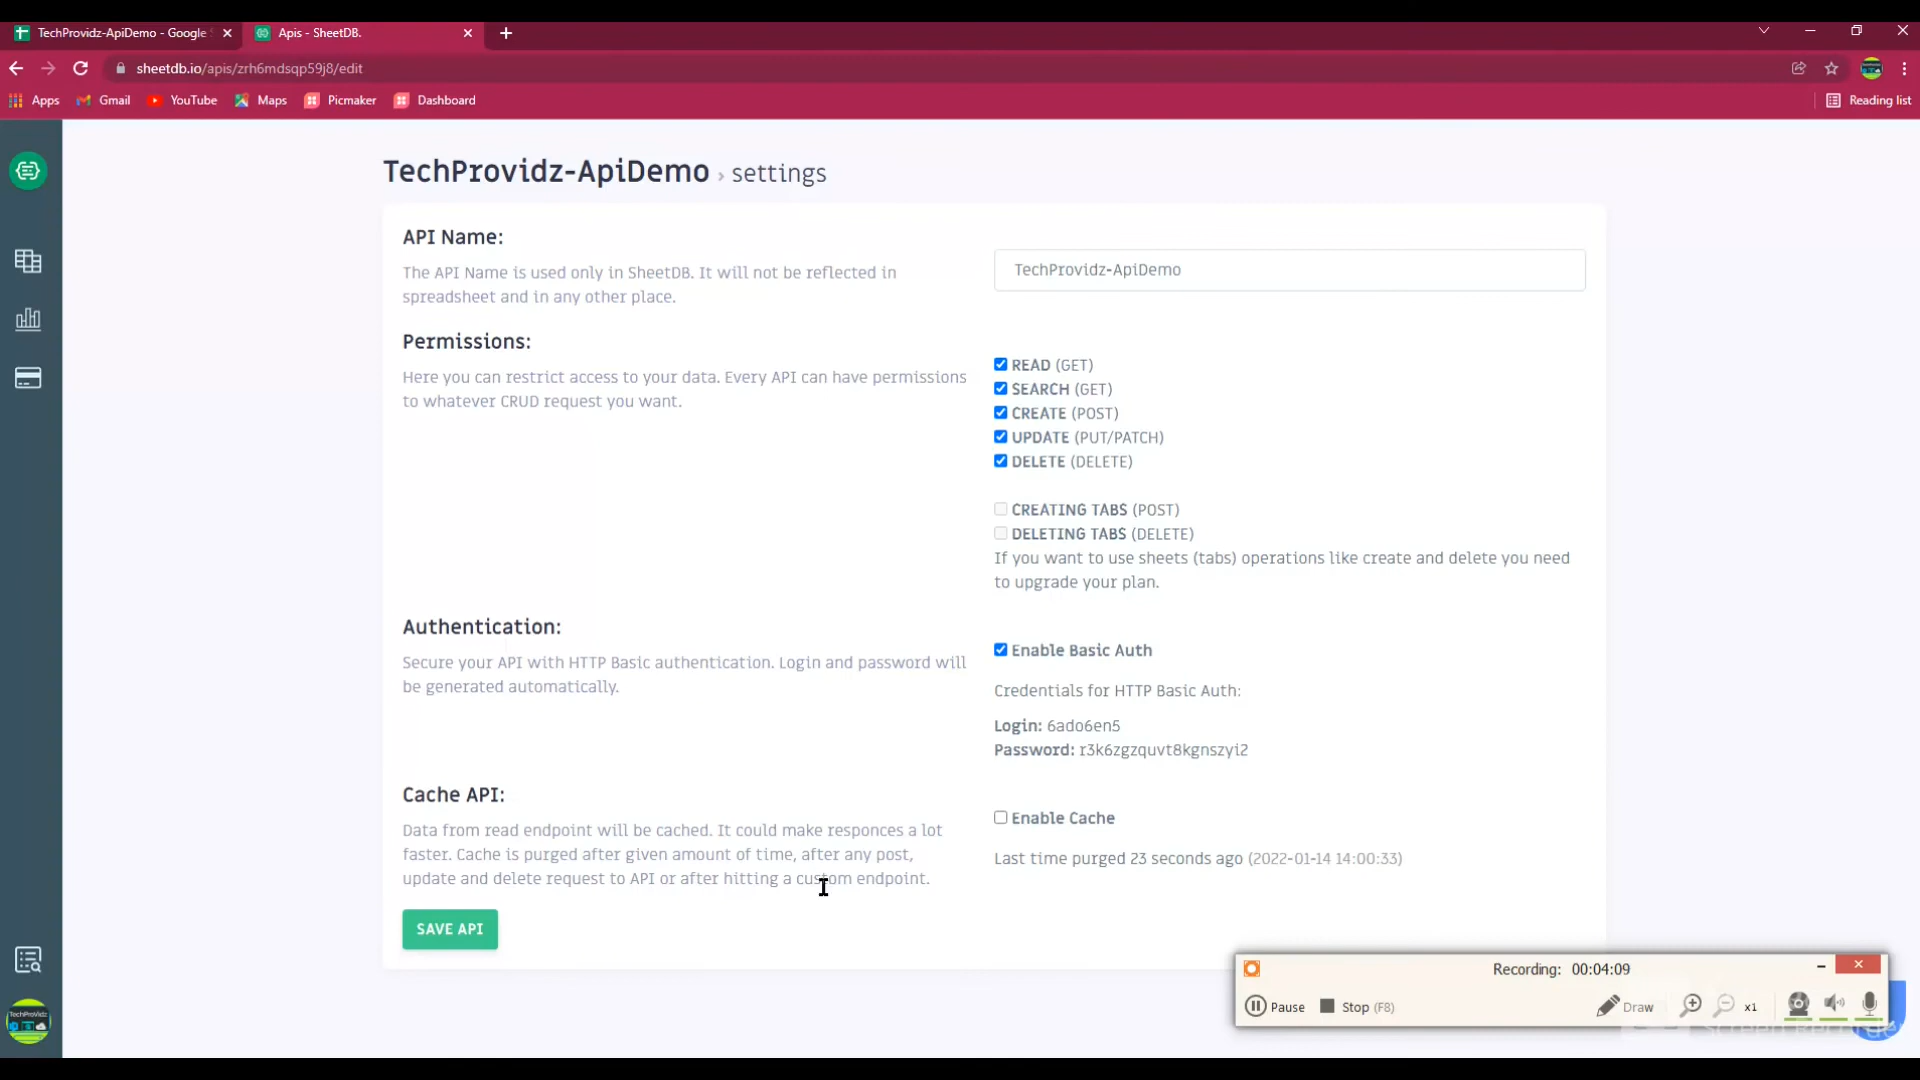 TechProvidz-ApiDemo - Google
Apis - SheetDB.
sheetdb.io/apis/zrh6mdsqp59j8/edit
Apps
Gmail
YouTube
Maps
Picmaker
Dashboard
Reading list
TechProvidz-ApiDemo › settings
API Name:
The API Name is used only in SheetDB. It will not be reflected in
spreadsheet and in any other place.
TechProvidz-ApiDemo
Permissions:
Here you can restrict access to your data. Every API can have permissions
to whatever CRUD request you want.
READ (GET)
SEARCH (GET)
CREATE (POST)
UPDATE (PUT/PATCH)
DELETE (DELETE)
CREATING TABS (POST)
DELETING TABS (DELETE)
If you want to use sheets (tabs) operations like create and delete you need
to upgrade your plan.
Authentication:
Secure your API with HTTP Basic authentication. Login and password will
be generated automatically.
Enable Basic Auth
Credentials for HTTP Basic Auth:
Login: 6ado6en5
Password: r3k6zgzquvt8kgnszyi2
Cache API:
Data from read endpoint will be cached. It could make responces a lot
faster. Cache is purged after given amount of time, after any post,
update and delete request to API or after hitting a custom endpoint.
Enable Cache
Last time purged 23 seconds ago (2022-01-14 14:00:33)
SAVE API
TechProvidz
Recording: 00:04:09
Pause
Stop (F8)
Draw
x1